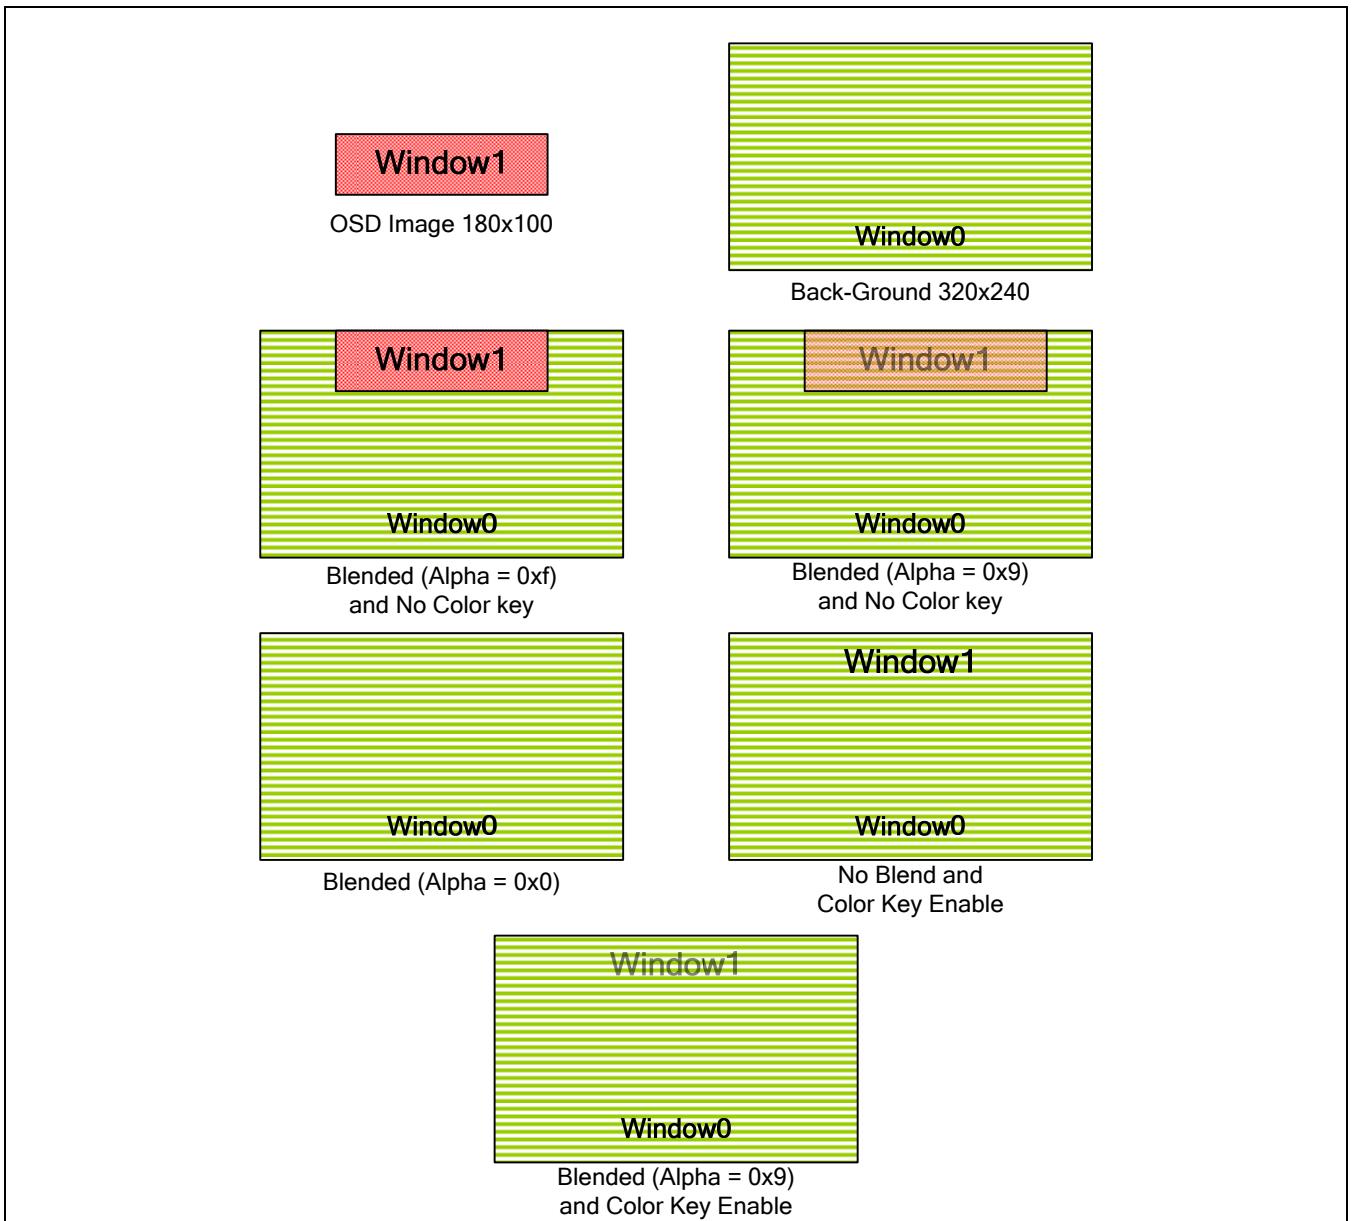 Window1
OSD Image 180x100
Window0
Back-Ground 320x240
Window1
Window0
Blended (Alpha = 0xf)
and No Color key
Window1
Window0
Blended (Alpha = 0x9)
and No Color key
Window0
Blended (Alpha = 0x0)
Window1
Window0
No Blend and
Color Key Enable
Window1
Window0
Blended (Alpha = 0x9)
and Color Key Enable